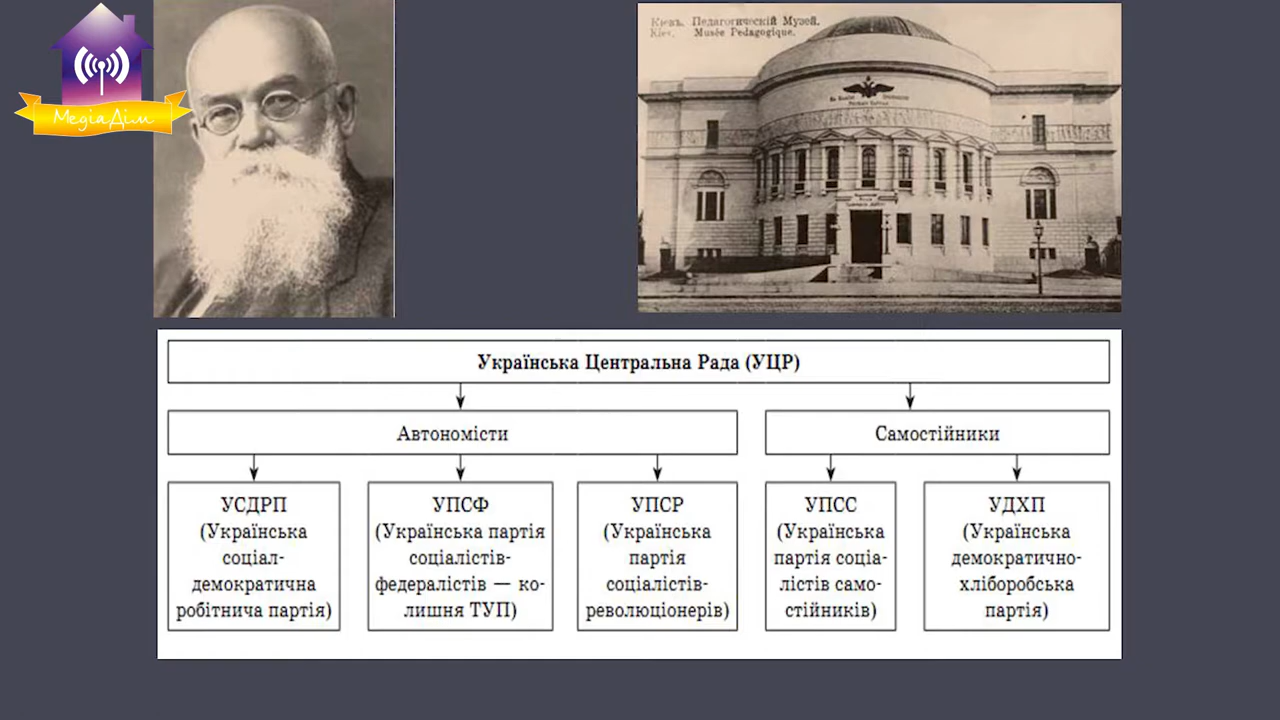 МедіаДім
Кіевъ. Педагогическій Музей.
Kiev. Musée Pedagogique.
Українська Центральна Рада (УЦР)
Автономісти
Самостійники
УСДРП
(Українська
соціал-
демократична
робітнича партія)
УПСФ
(Українська партія
соціалістів-
федералістів — ко-
лишня ТУП)
УПСР
(Українська
партія
соціалістів-
революціонерів)
УПСС
(Українська
партія соціа-
лістів само-
стійників)
УДХП
(Українська
демократично-
хліборобська
партія)